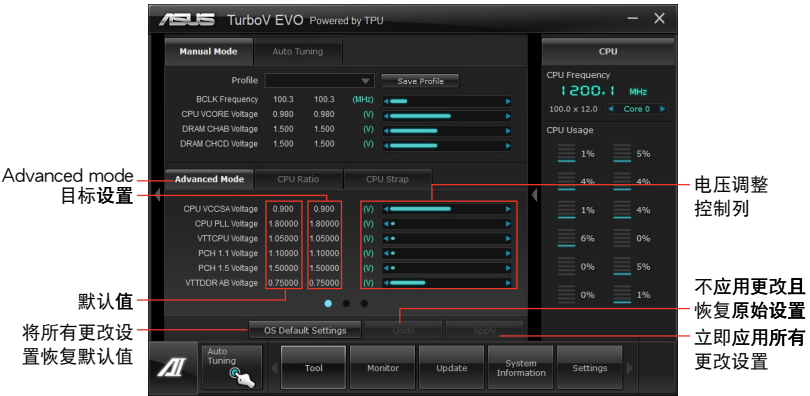 ASUS TurboV EVO Powered by TPU
Manual Mode Auto Tuning
Profile Save Profile
BCLK Frequency 100.3 100.3 (MHz)
CPU VCORE Voltage 0.980 0.980 (V)
DRAM CHAB Voltage 1.500 1.500 (V)
DRAM CHCD Voltage 1.500 1.500 (V)
Advanced Mode CPU Ratio CPU Strap
CPU VCCSA Voltage 0.900 0.900 (V)
CPU PLL Voltage 1.80000 1.80000 (V)
VTTCPU Voltage 1.05000 1.05000 (V)
PCH 1.1 Voltage 1.10000 1.10000 (V)
PCH 1.5 Voltage 1.50000 1.50000 (V)
VTTDDR AB Voltage 0.75000 0.75000 (V)
OS Default Settings Undo Apply
CPU
CPU Frequency
1200.1 MHz
100.0 x 12.0 Core 0
CPU Usage
1% 5%
4% 4%
1% 4%
6% 0%
0% 5%
0% 1%
Auto
Tuning
Tool Monitor Update System
Information Settings
Advanced mode
目标设置
默认值
将所有更改设
置恢复默认值
电压调整
控制列
不应用更改且
恢复原始设置
立即应用所有
更改设置